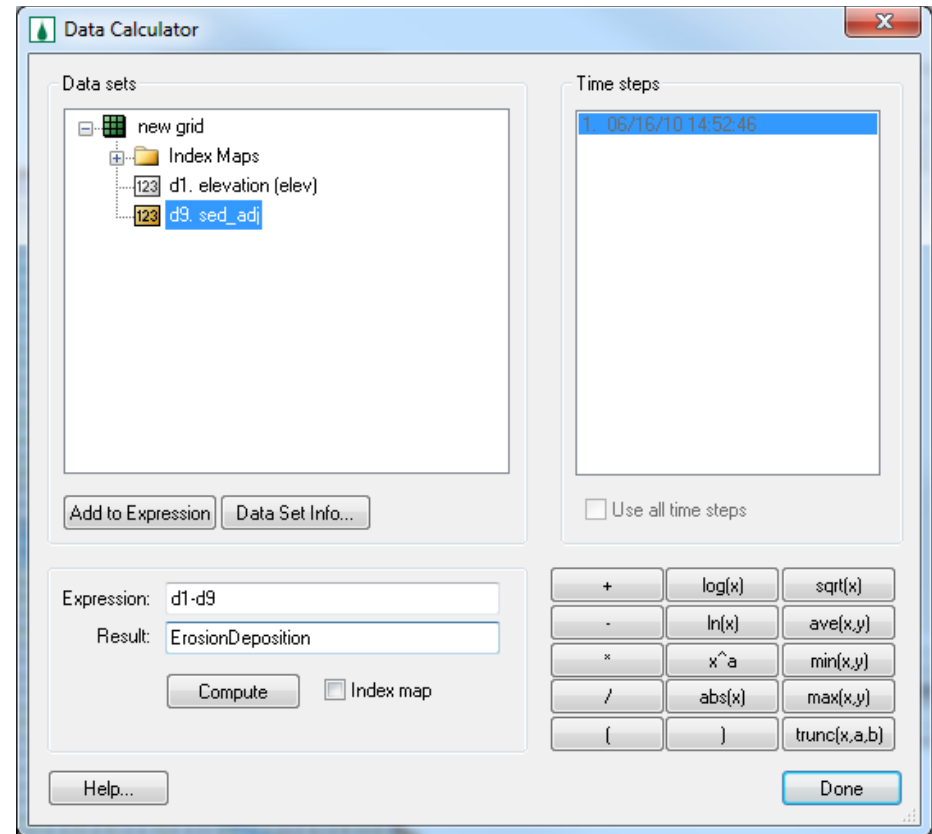 Data Calculator
Data sets
new grid
Index Maps
123 d1. elevation (elev)
123 d9. sed_adj
Add to Expression
Data Set Info...
Time steps
1. 06/16/10 14:52:46
Use all time steps
Expression: d1-d9
Result: ErosionDeposition
Compute
Index map
+ log(x) sqrt(x)
- ln(x) ave(x,y)
* x^a min(x,y)
/ abs(x) max(x,y)
( ) trunc(x,a,b)
Help...
Done